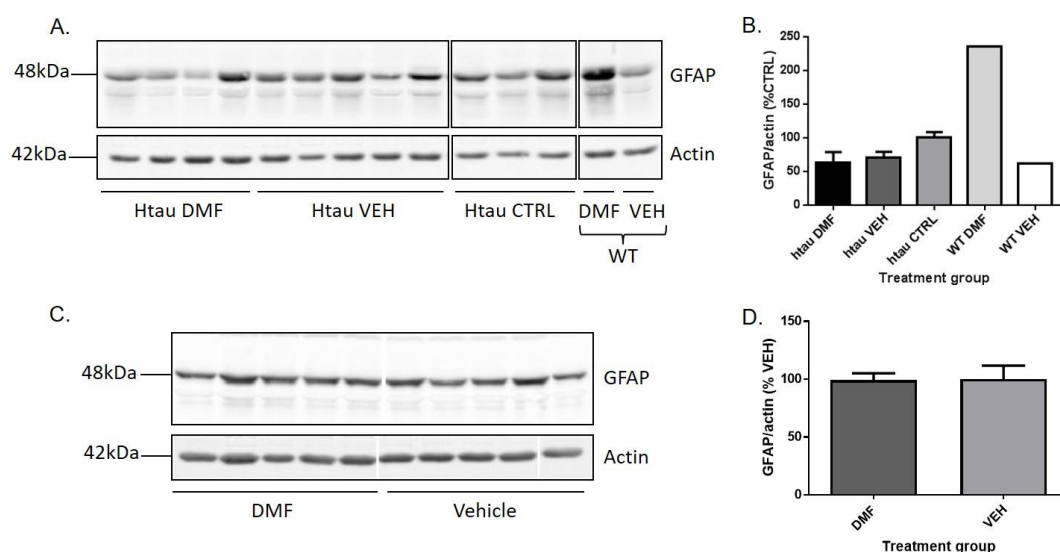 A.
48kDa
GFAP
42kDa
Actin
Htau DMF
Htau VEH
Htau CTRL
DMF VEH
WT
B.
GFAP/actin (%CTRL)
250
200
150
100
50
0
htau DMF
htau VEH
htau CTRL
WT DMF
WT VEH
Treatment group
C.
48kDa
GFAP
42kDa
Actin
DMF
Vehicle
D.
GFAP/actin (% VEH)
150
100
50
0
DMF
VEH
Treatment group